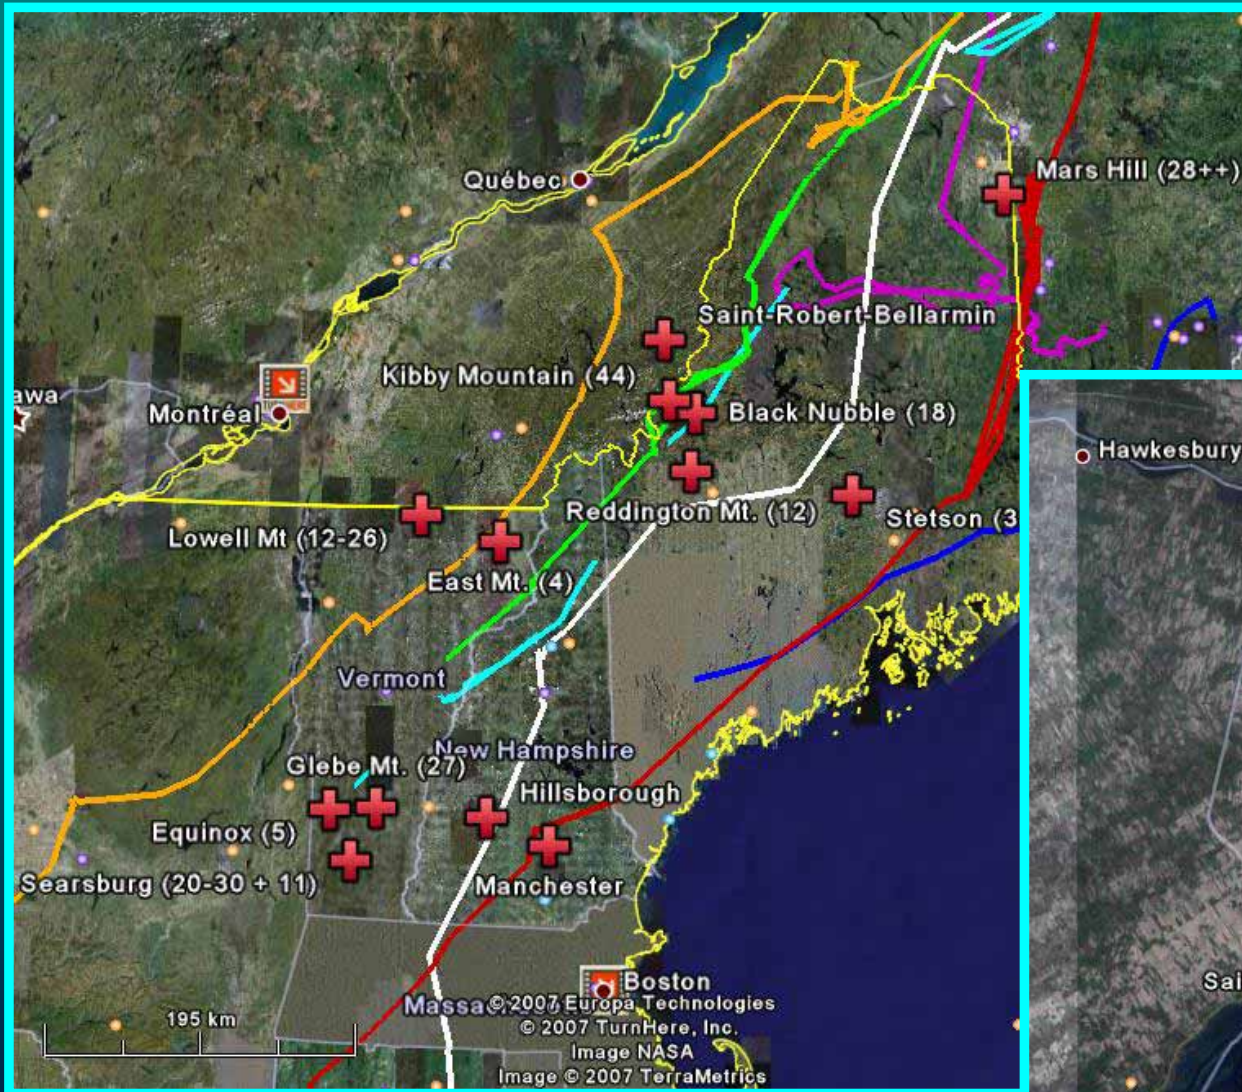 Québec
Mars Hill (28++)
Saint-Robert-Bellarmin
Kibby Mountain (44)
awa
Montréal
Black Nubble (18)
Hawkesbury
Reddington Mt. (12)
Stetson (3
Lowell Mt (12-26)
East Mt. (4)
Vermont
New Hampshire
Glebe Mt. (27)
Hillsborough
Equinox (5)
Searsburg (20-30 + 11)
Manchester
Sai
Boston
Massa
© 2007 Europa Technologies
195 km
© 2007 TurnHere, Inc.
Image NASA
Image © 2007 TerraMetrics